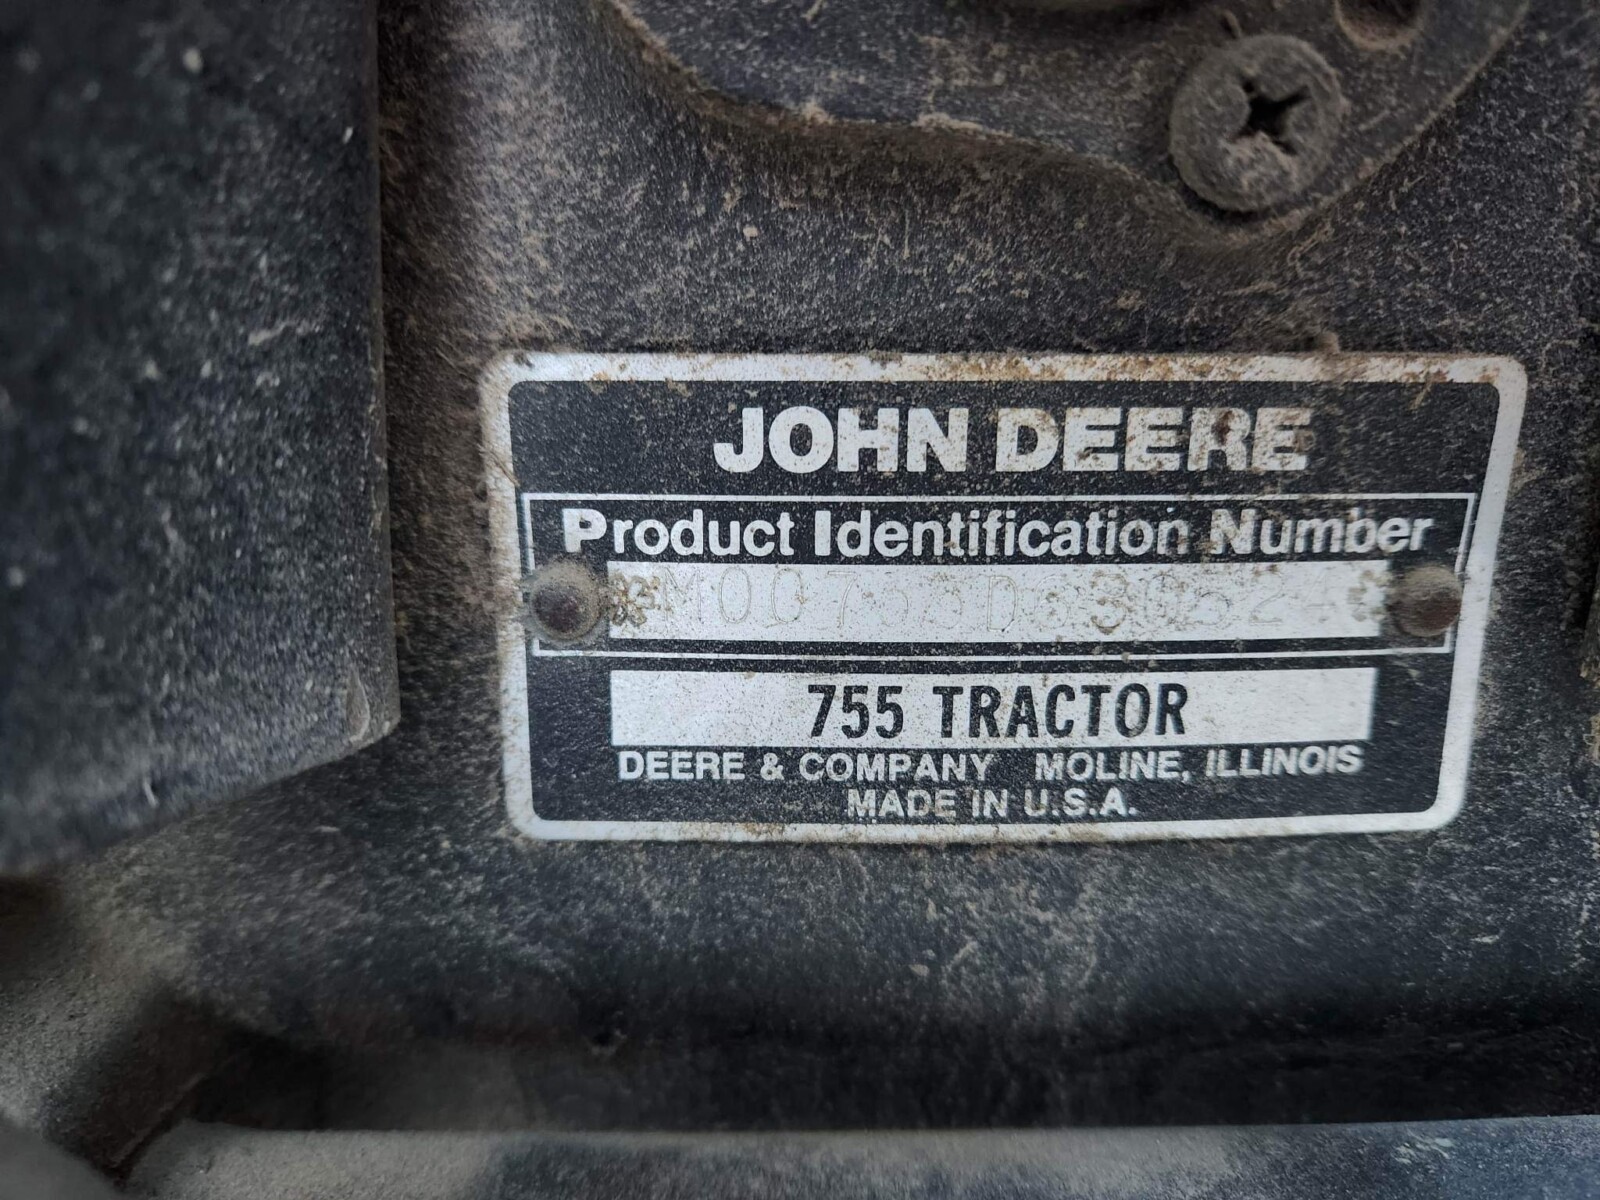 JOHN DEERE
Product Identification Number
755 TRACTOR
DEERE & COMPANY MOLINE, ILLINOIS
MADE IN U.S.A.